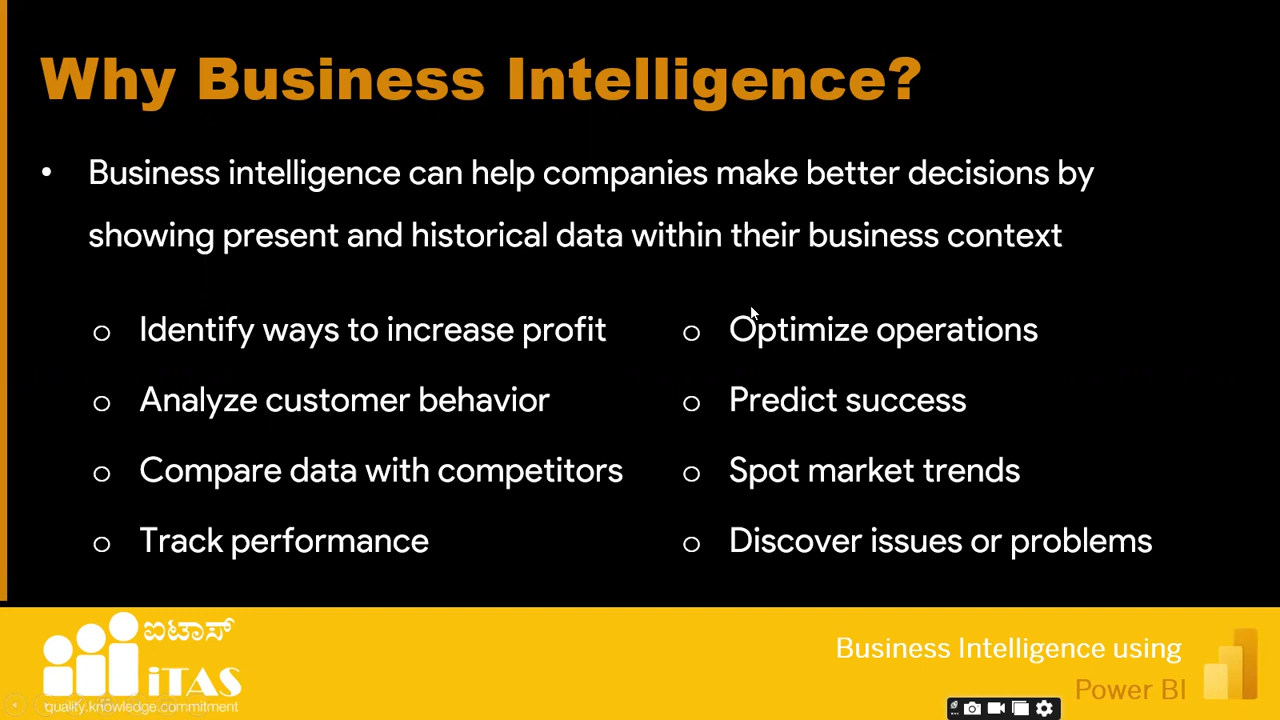 Why Business Intelligence?
• Business intelligence can help companies make better decisions by
showing present and historical data within their business context
o Identify ways to increase profit
o Analyze customer behavior
o Compare data with competitors
o Track performance
o Optimize operations
o Predict success
o Spot market trends
o Discover issues or problems
ಐಟಾಸ್
iTAS
quality.knowledge.commitment
Business Intelligence using
Power BI